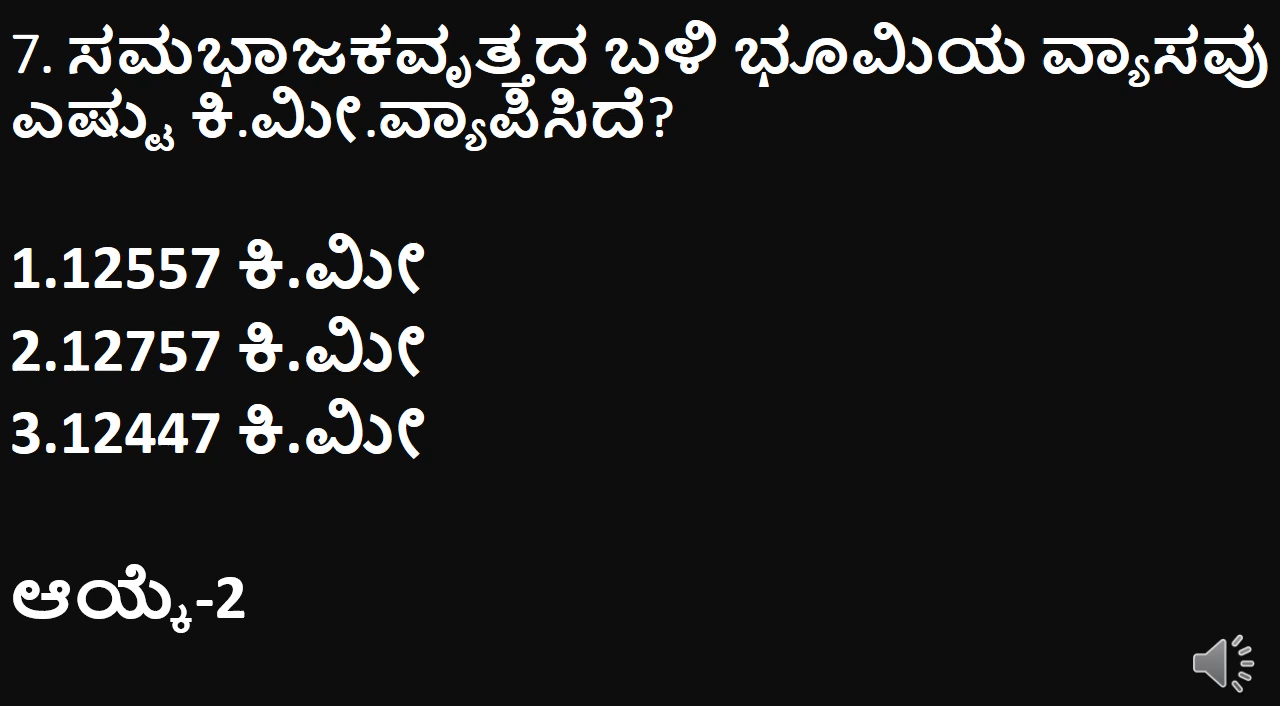 7. ಸಮಭಾಜಕವೃತ್ತದ ಬಳಿ ಭೂಮಿಯ ವ್ಯಾಸವು
ಎಷ್ಟು ಕಿ.ಮೀ.ವ್ಯಾಪಿಸಿದೆ?
1.12557 ಕಿ.ಮೀ
2.12757 ಕಿ.ಮೀ
3.12447 ಕಿ.ಮೀ
ಆಯ್ಕೆ-2